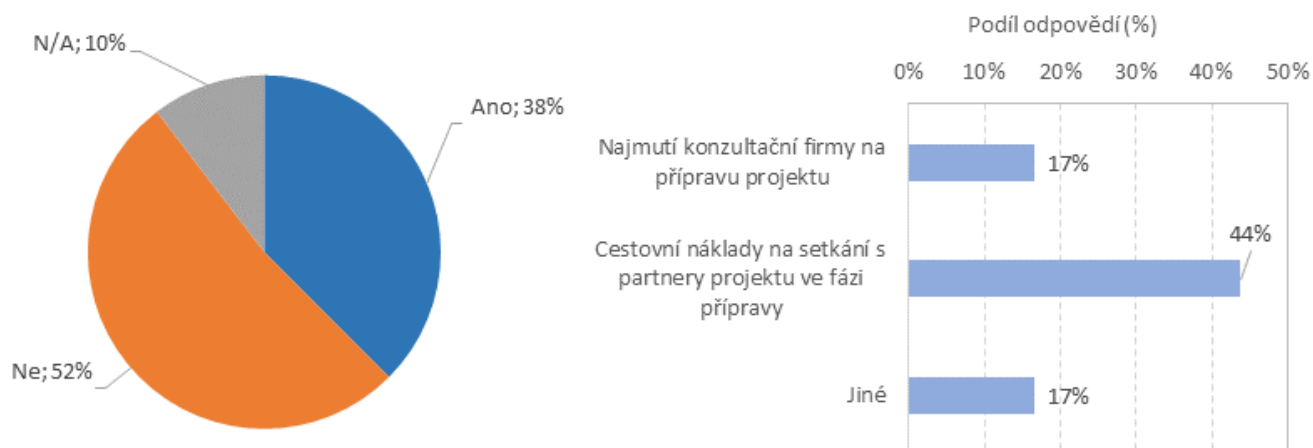 N/A; 10%
Ano; 38%
Ne; 52%
Podíl odpovědí (%)
0% 10% 20% 30% 40% 50%
Najmutí konzultační firmy na
přípravu projektu
17%
Cestovní náklady na setkání s
partnery projektu ve fázi
přípravy
44%
Jiné
17%